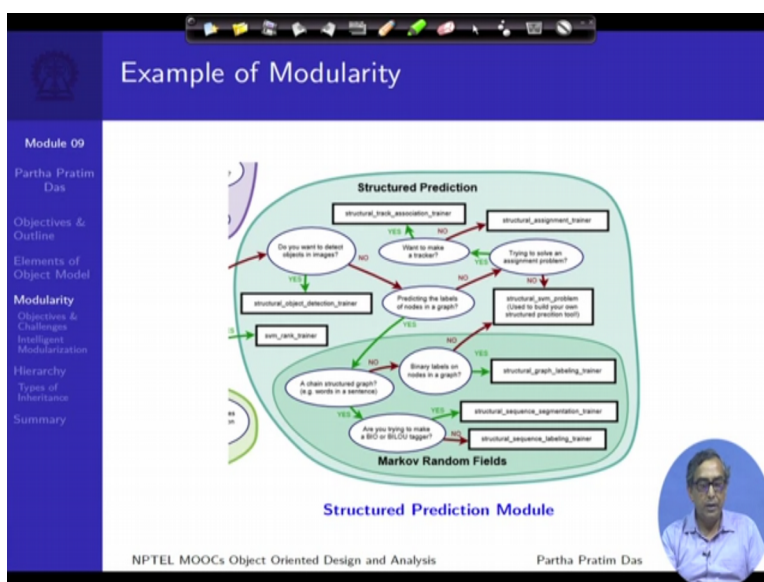 Example of Modularity
Module 09
Partha Pratim
Das
Objectives &
Outline
Elements of
Object Model
Modularity
Objectives &
Challenges
Intelligent
Modularization
Hierarchy
Types of
Inheritance
Summary
Structured Prediction
structural_track_association_trainer
structural_assignment_trainer
YES
NO
Do you want to detect
objects in images?
Want to make
a tracker?
Trying to solve an
assignment problem?
NO
YES
YES
NO
NO
structural_object_detection_trainer
Predicting the labels
of nodes in a graph?
structural_svm_problem
(Used to build your own
structured precition tool!)
YES
svm_rank_trainer
YES
NO
NO
YES
A chain structured graph?
(e.g. words in a sentence)
Binary labels on
nodes in a graph?
structural_graph_labeling_trainer
YES
YES
structural_sequence_segmentation_trainer
Are you trying to make
a BIO or BILOU tagger?
NO
structural_sequence_labeling_trainer
Markov Random Fields
Structured Prediction Module
NPTEL MOOCs Object Oriented Design and Analysis
Partha Pratim Das